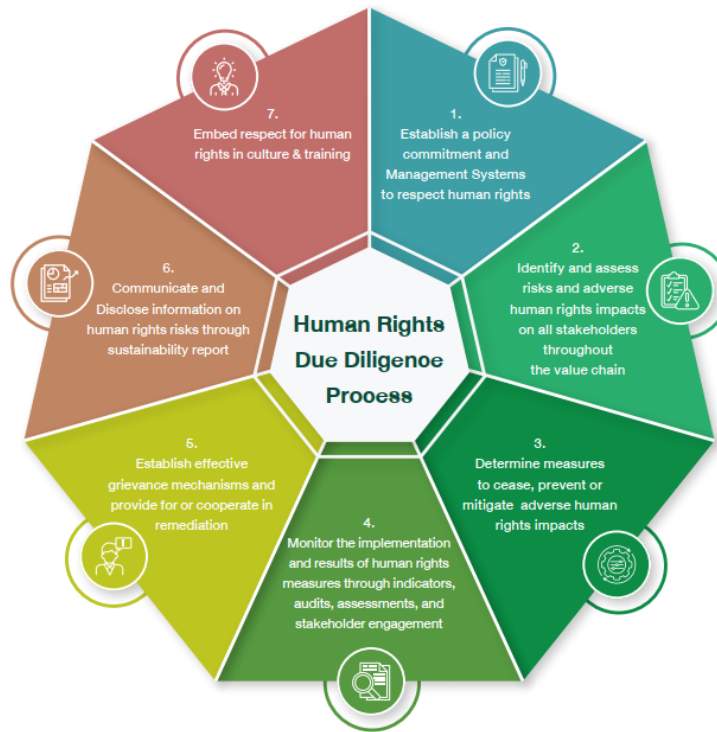 Human Rights
Due Diligence
Process
1.
Establish a policy
commitment and
Management Systems
to respect human rights
2.
Identify and assess
risks and adverse
human rights impacts
on all stakeholders
throughout
the value chain
3.
Determine measures
to cease, prevent or
mitigate adverse human
rights impacts
4.
Monitor the implementation
and results of human rights
measures through indicators,
audits, assessments, and
stakeholder engagement
5.
Establish effective
grievance mechanisms and
provide for or cooperate in
remediation
6.
Communicate and
Disclose information on
human rights risks through
sustainability report
7.
Embed respect for human
rights in culture & training